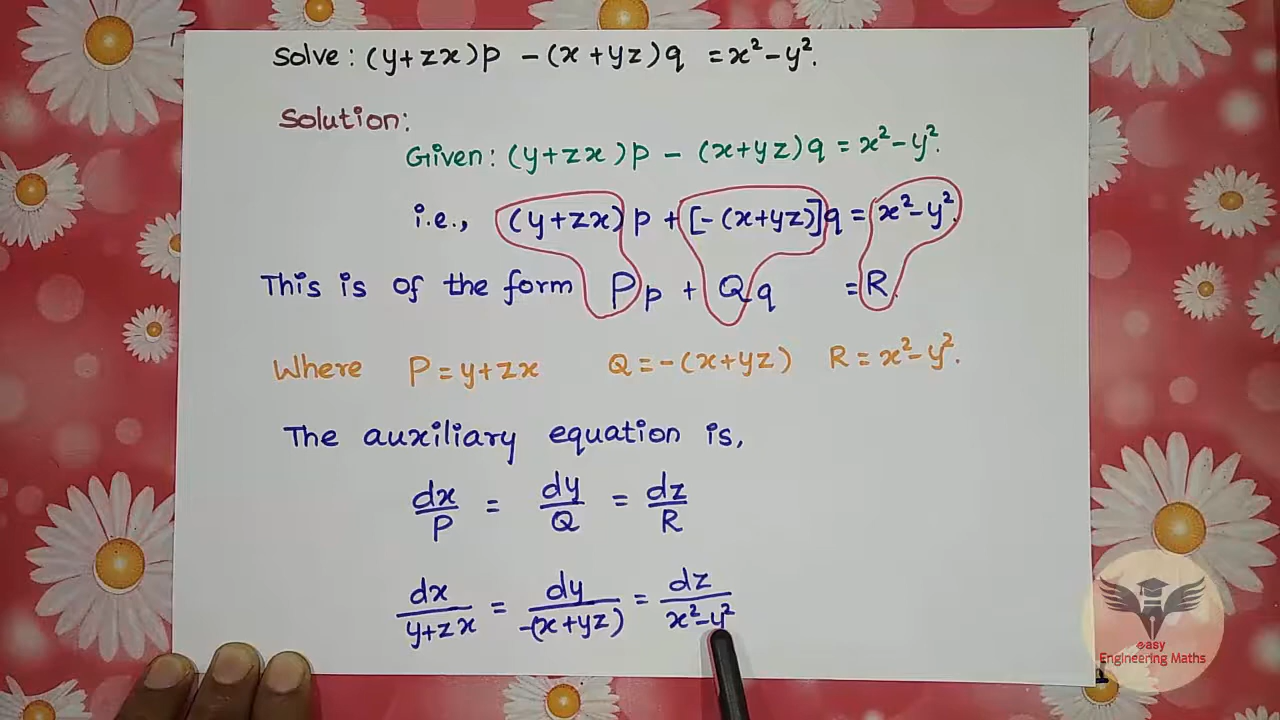 Solve: (y+zx)p -(x+yz)q = x²-y².
Solution:
Given: (y+zx)p - (x+yz)q = x²-y².
i.e., (y+zx)p + [-(x+yz)]q = x²-y².
This is of the form Pp + Qq = R.
Where P=y+zx Q=-(x+yz) R=x²-y².
The auxiliary equation is,
dx/P = dy/Q = dz/R
dx/y+zx = dy/-(x+yz) = dz/x²-y²
easy
Engineering Maths